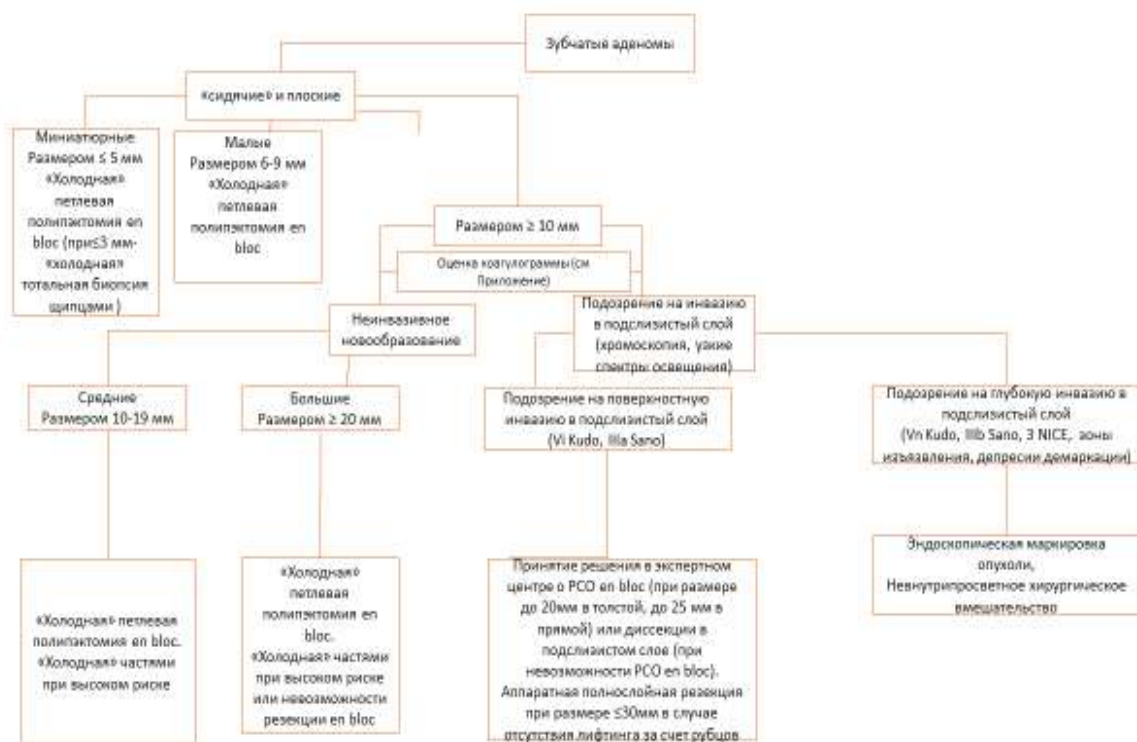 Зубчатые аденомы
«сидячие» и плоские
Миниатюрные
Размером ≤ 5 мм
«Холодная»
петлевая
полипэктомия en
bloc (при≤3 мм-
«холодная»
тотальная биопсия
щипцами )
Малые
Размером 6-9 мм
«Холодная»
петлевая
полипэктомия en
bloc
Размером ≥ 10 мм
Оценка коагулограммы (см
Приложение)
Неинвазивное
новообразование
Подозрение на инвазию
в подслизистый слой
(хромоскопия, узкие
спектры освещения)
Средние
Размером 10-19 мм
Большие
Размером ≥ 20 мм
Подозрение на поверхностную
инвазию в подслизистый слой
(Vi Kudo, IIIa Sano)
Подозрение на глубокую инвазию в
подслизистый слой
(Vn Kudo, IIIb Sano, 3 NICE, зоны
изъязвления, депресии демаркации)
«Холодная» петлевая
полипэктомия en bloc.
«Холодная» частями
при высоком риске
«Холодная»
петлевая
полипэктомия en
bloc.
«Холодная» частями
при высоком риске
или невозможности
резекции en bloc
Принятие решения в экспертном
центре о РСО en bloc (при размере
до 20мм в толстой, до 25 мм в
прямой) или диссекции в
подслизистом слое (при
невозможности РСО en bloc).
Аппаратная полнослойная резекция
при размере ≤30мм в случае
отсутствия лифтинга за счет рубцов
Эндоскопическая маркировка
опухоли,
Невнутрипросветное хирургическое
вмешательство